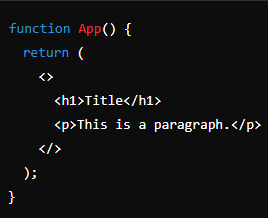 function App() {
  return (
    <>
      <h1>Title</h1>
      <p>This is a paragraph.</p>
    </>
  );
}